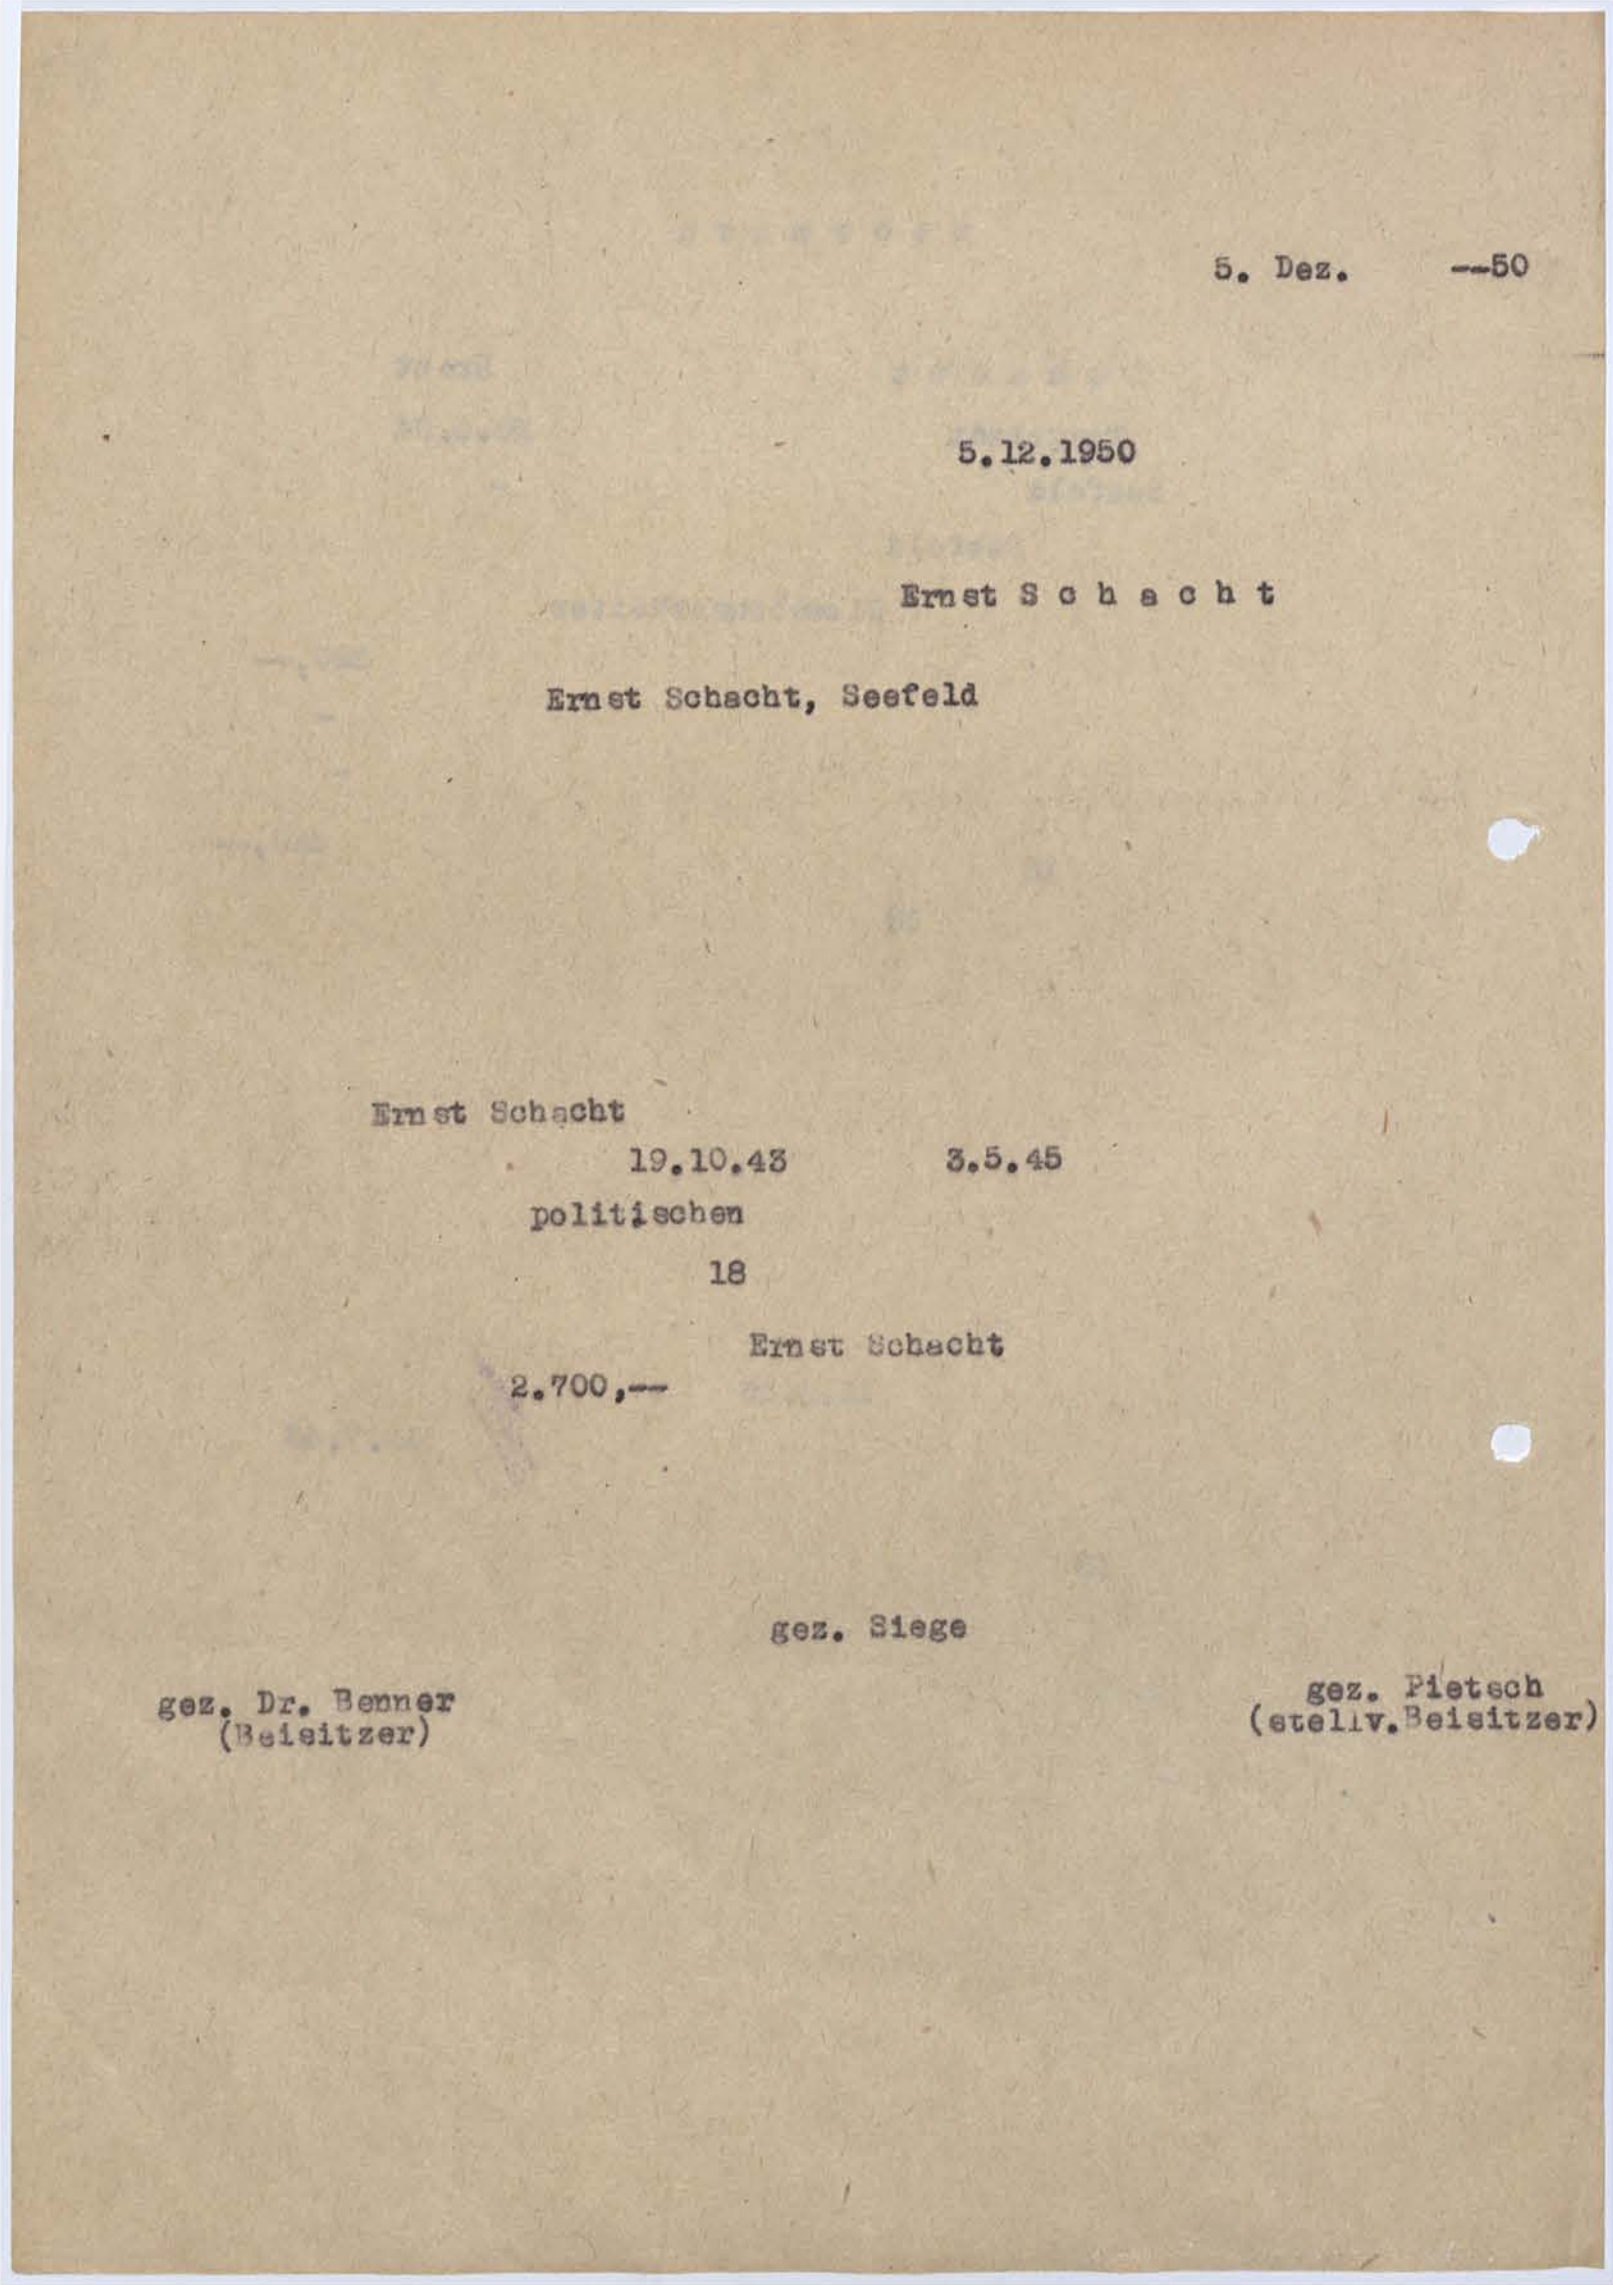 5. Dez. --50
5.12.1950
Ernst S c h a c h t
Ernst Schacht, Seefeld
Ernst Schacht
19.10.43 3.5.45
politischen
18
Ernst Schacht
2.700,--
gez. Siege
gez. Dr. Benner
(Beisitzer)
gez. Pietsch
(stellv.Beisitzer)